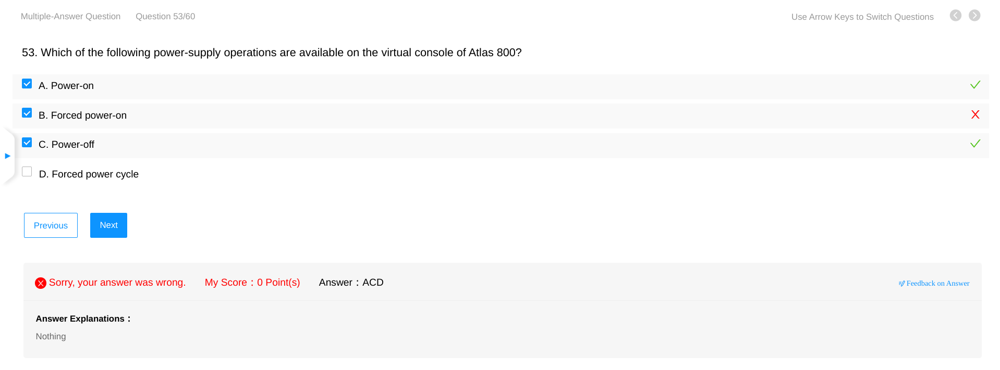 Multiple-Answer Question Question 53/60 Use Arrow Keys to Switch Questions
53. Which of the following power-supply operations are available on the virtual console of Atlas 800?
A. Power-on
B. Forced power-on
C. Power-off
D. Forced power cycle
Previous Next
Sorry, your answer was wrong. My Score：0 Point(s) Answer：ACD Feedback on Answer
Answer Explanations：
Nothing